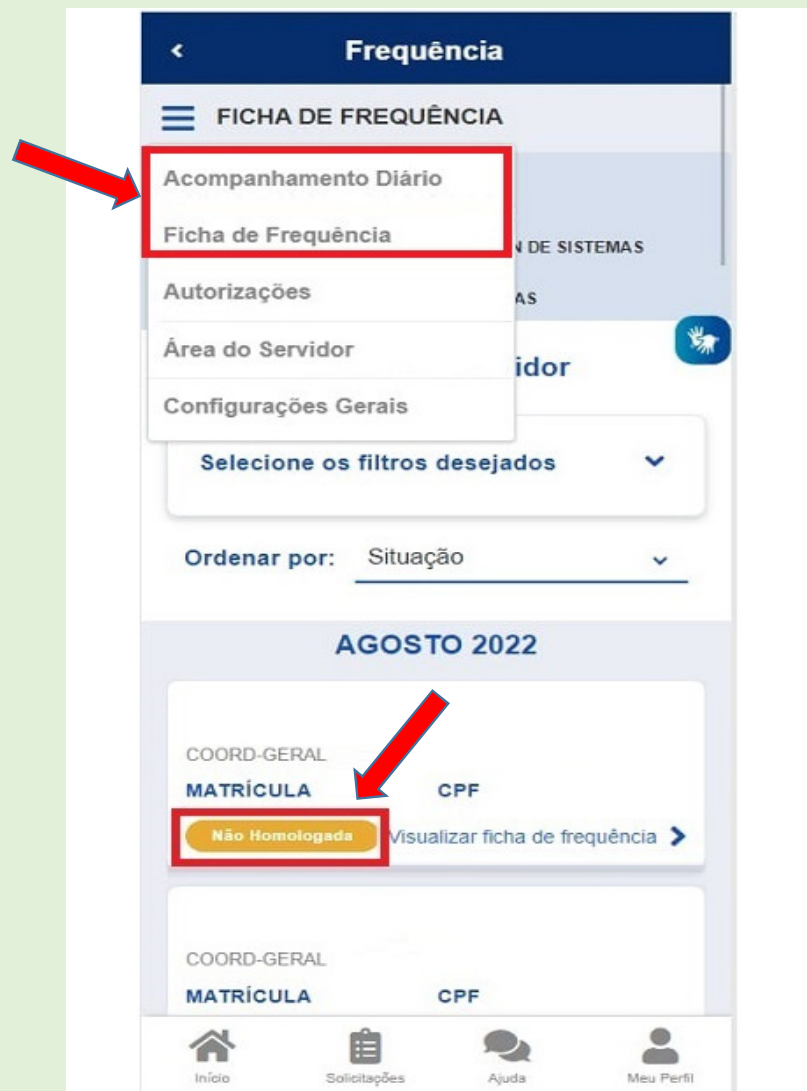 Frequência
FICHA DE FREQUÊNCIA
Acompanhamento Diário
Ficha de Frequência
N DE SISTEMAS
Autorizações
AS
Área do Servidor
idor
Configurações Gerais
Selecione os filtros desejados
Ordenar por: Situação
AGOSTO 2022
COORD-GERAL
MATRÍCULA CPF
Não Homologada Visualizar ficha de frequência
COORD-GERAL
MATRÍCULA CPF
Início Solicitações Ajuda Meu Perfil